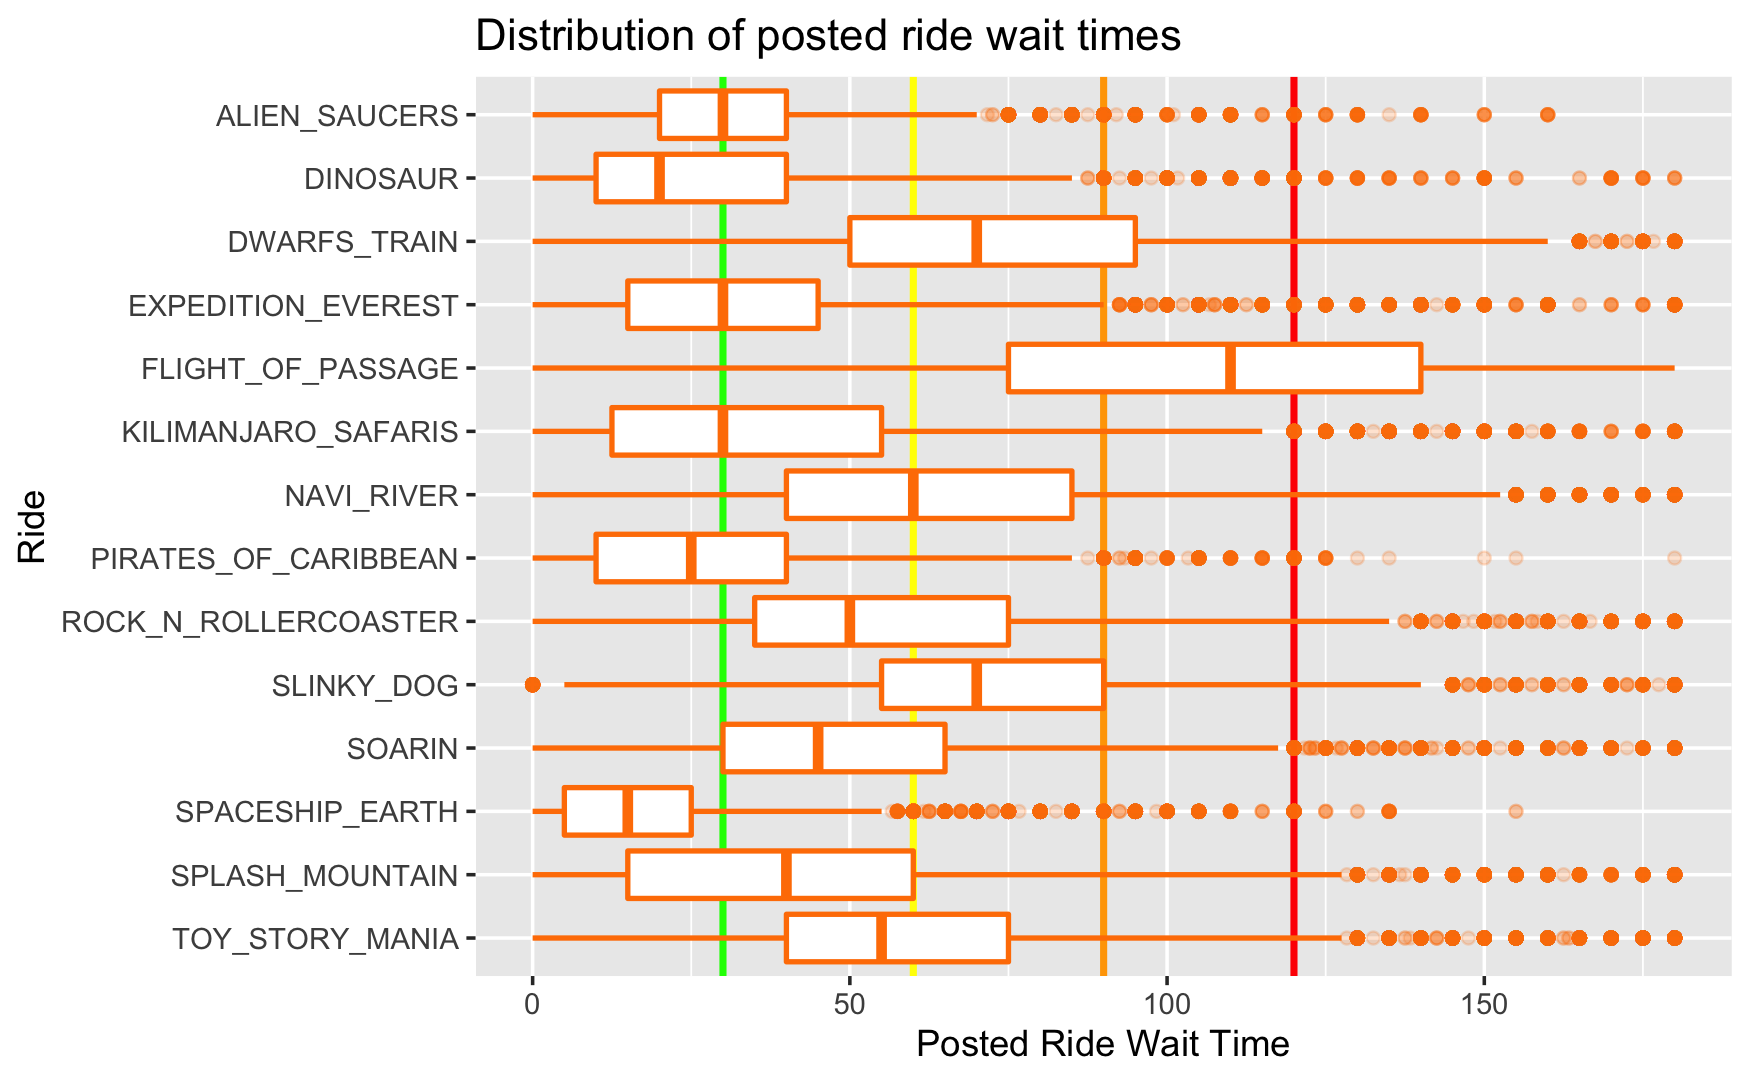 Distribution of posted ride wait times
Ride
ALIEN_SAUCERS
DINOSAUR
DWARFS_TRAIN
EXPEDITION_EVEREST
FLIGHT_OF_PASSAGE
KILIMANJARO_SAFARIS
NAVI_RIVER
PIRATES_OF_CARIBBEAN
ROCK_N_ROLLERCOASTER
SLINKY_DOG
SOARIN
SPACESHIP_EARTH
SPLASH_MOUNTAIN
TOY_STORY_MANIA
0 50 100 150
Posted Ride Wait Time